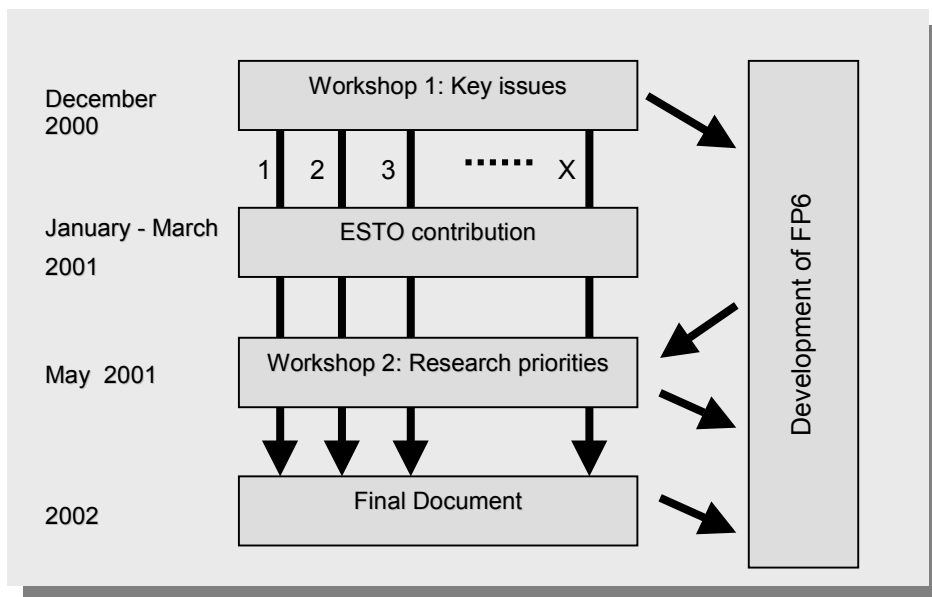 December
2000
Workshop 1: Key issues
1 2 3 ...... X
January - March
2001
ESTO contribution
May 2001
Workshop 2: Research priorities
2002
Final Document
Development of FP6